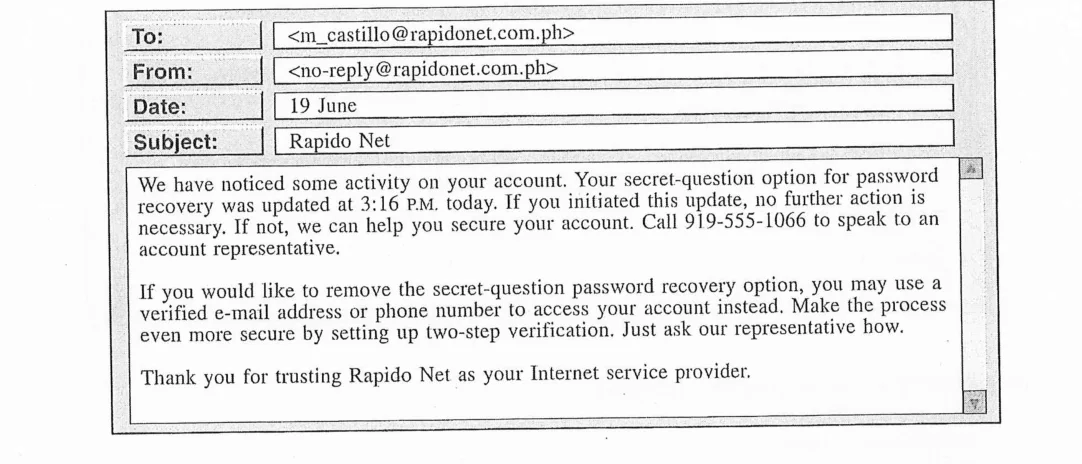 To: <m_castillo@rapidonet.com.ph>
From: <no-reply@rapidonet.com.ph>
Date: 19 June
Subject: Rapido Net
We have noticed some activity on your account. Your secret-question option for password
recovery was updated at 3:16 P.M. today. If you initiated this update, no further action is
necessary. If not, we can help you secure your account. Call 919-555-1066 to speak to an
account representative.
If you would like to remove the secret-question password recovery option, you may use a
verified e-mail address or phone number to access your account instead. Make the process
even more secure by setting up two-step verification. Just ask our representative how.
Thank you for trusting Rapido Net as your Internet service provider.